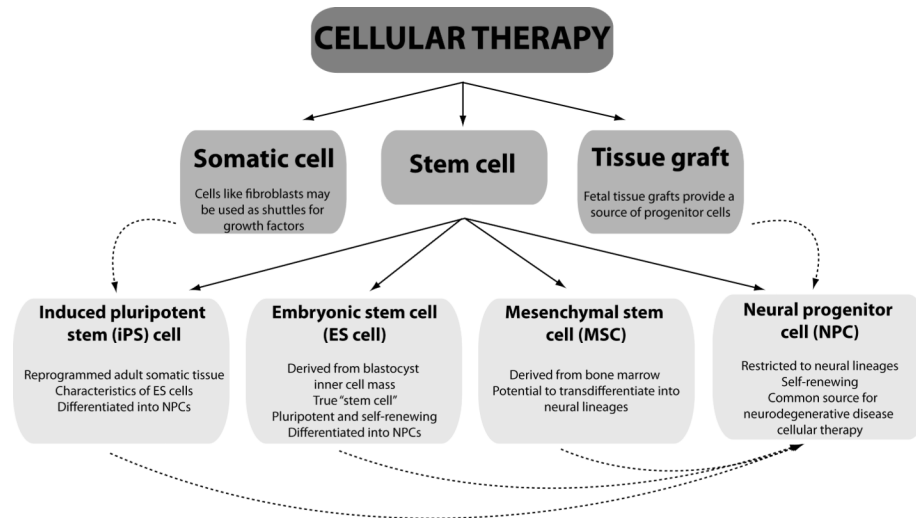 CELLULAR THERAPY
Somatic cell
Cells like fibroblasts may
be used as shuttles for
growth factors
Stem cell
Tissue graft
Fetal tissue grafts provide a
source of progenitor cells
Induced pluripotent
stem (iPS) cell
Reprogrammed adult somatic tissue
Characteristics of ES cells
Differentiated into NPCs
Embryonic stem cell
(ES cell)
Derived from blastocyst
inner cell mass
True “stem cell”
Pluripotent and self-renewing
Differentiated into NPCs
Mesenchymal stem
cell (MSC)
Derived from bone marrow
Potential to transdifferentiate into
neural lineages
Neural progenitor
cell (NPC)
Restricted to neural lineages
Self-renewing
Common source for
neurodegenerative disease
cellular therapy